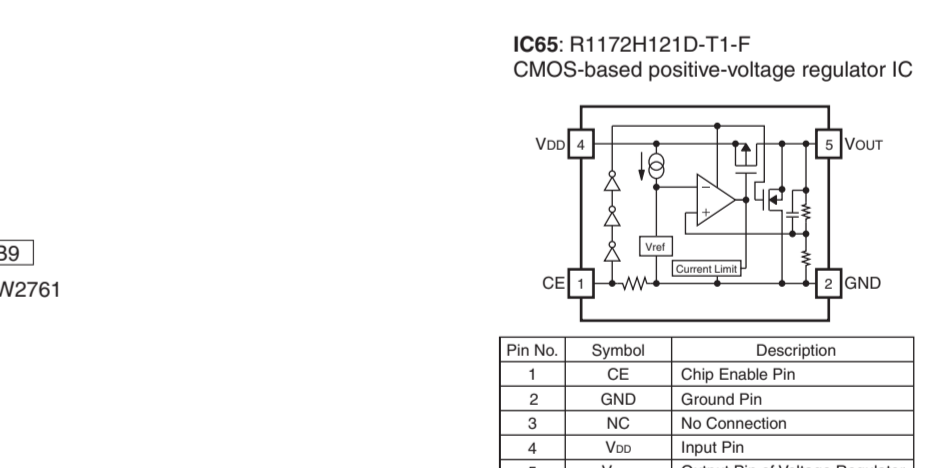 IC65: R1172H121D-T1-F
CMOS-based positive-voltage regulator IC
VDD 4
5 VOUT
Vref
Current Limit
CE 1
2 GND
W2761
Pin No. Symbol Description
1 CE Chip Enable Pin
2 GND Ground Pin
3 NC No Connection
4 VDD Input Pin